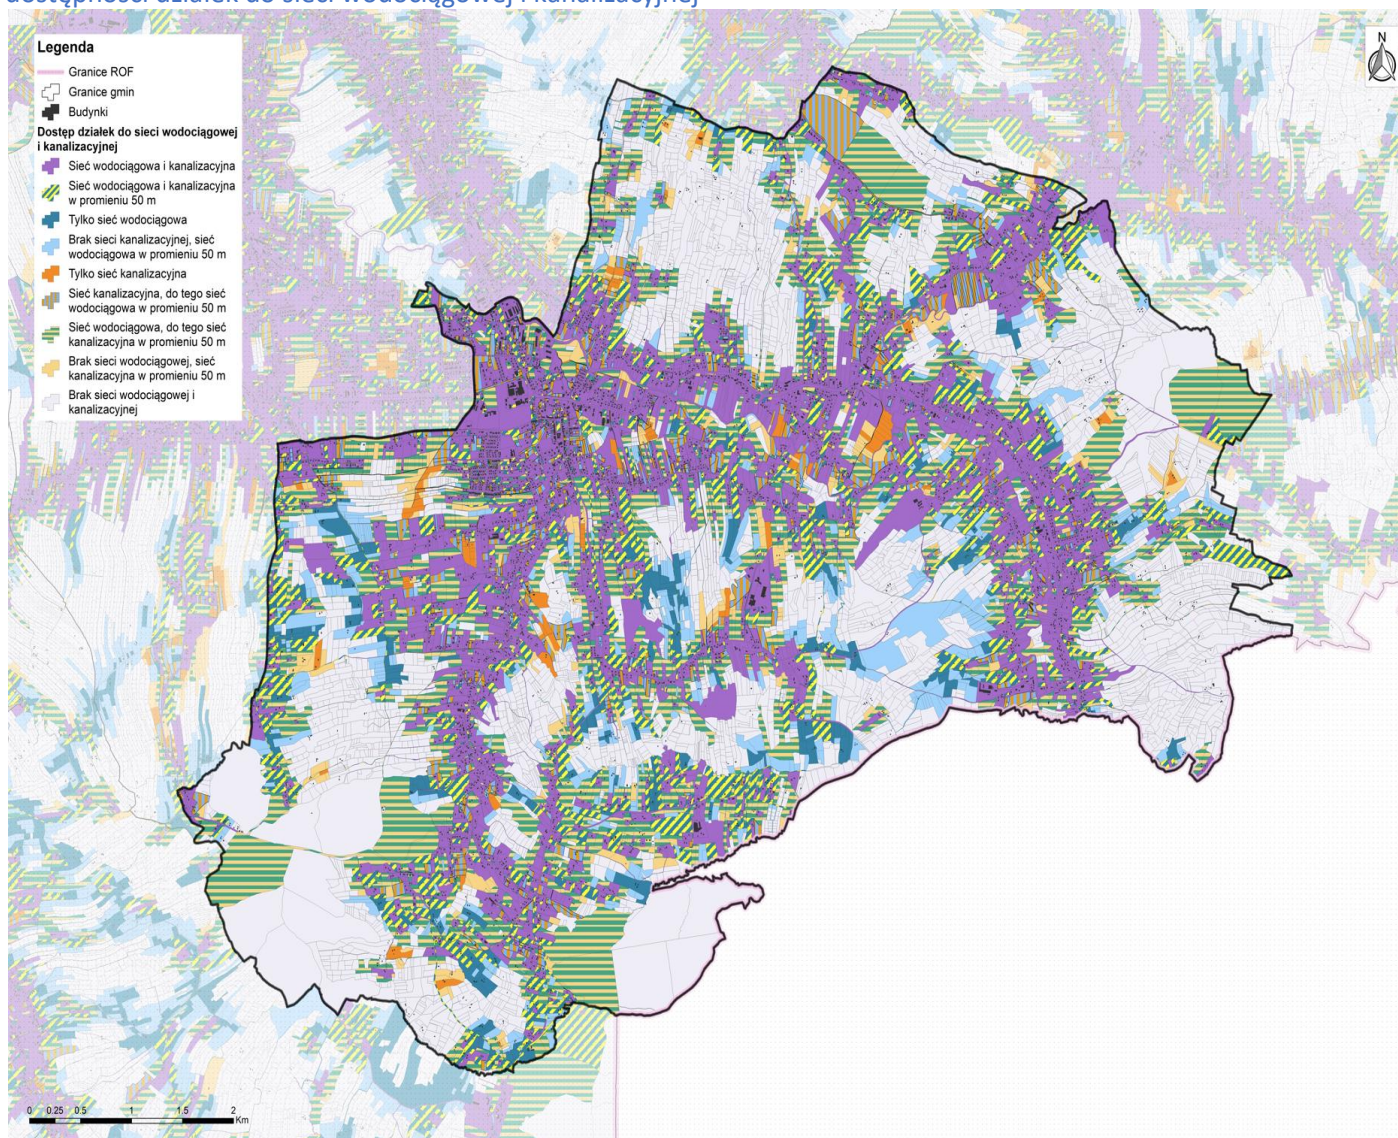 dostępności działek do sieci wodociągowej i kanalizacyjnej
Legenda
Granice ROF
Granice gmin
Budynki
Dostęp działek do sieci wodociągowej
i kanalizacyjnej
Sieć wodociągowa i kanalizacyjna
Sieć wodociągowa i kanalizacyjna
w promieniu 50 m
Tylko sieć wodociągowa
Brak sieci kanalizacyjnej, sieć
wodociągowa w promieniu 50 m
Tylko sieć kanalizacyjna
Sieć kanalizacyjna, do tego sieć
wodociągowa w promieniu 50 m
Sieć wodociągowa, do tego sieć
kanalizacyjna w promieniu 50 m
Brak sieci wodociągowej, sieć
kanalizacyjna w promieniu 50 m
Brak sieci wodociągowej i
kanalizacyjnej
N
0 0.25 0.5 1 1.5 2
Km